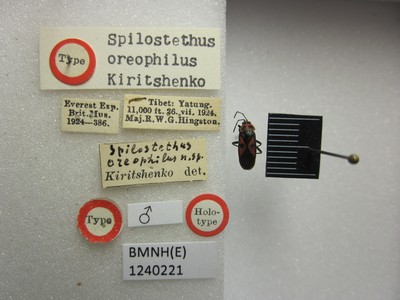 Type
Spilostethus
oreophilus
Kiritshenko
Everest Exp.
Brit. Mus.
1924—386.
Tibet: Yatung.
11,000 ft. 26. vii. 1924.
Maj. R.W.G. Hingston.
Spilostethus
oreophilus n.sp.
Kiritshenko det.
Type
♂
Holo-
type
BMNH(E)
1240221